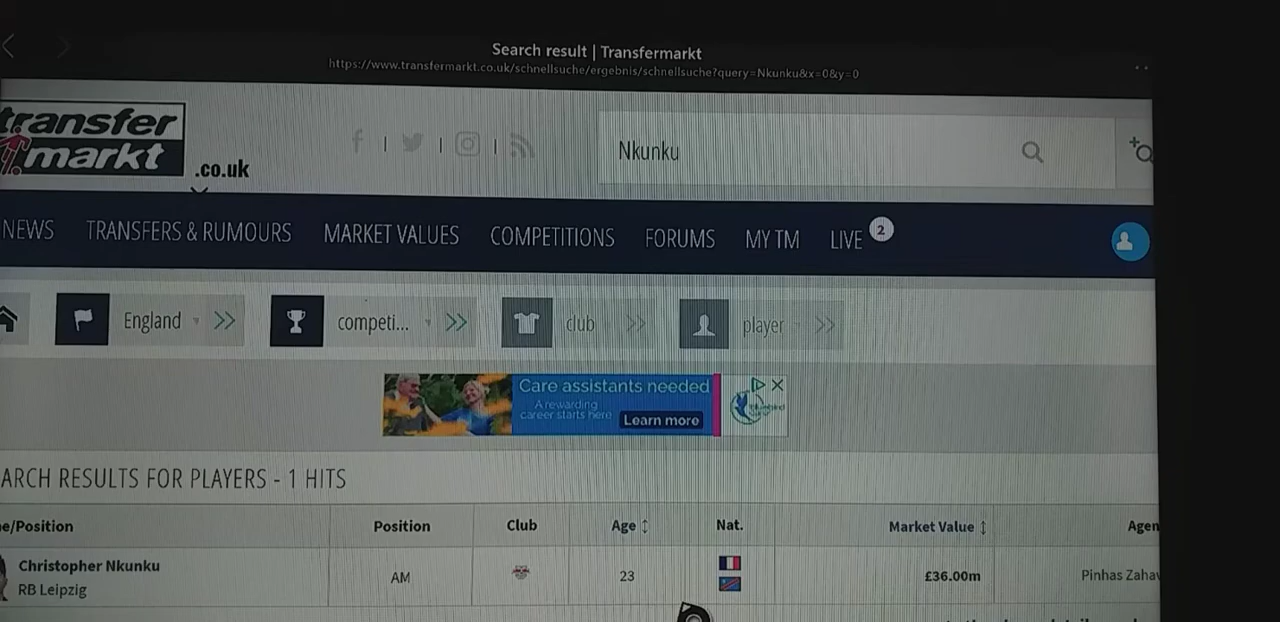 Search result | Transfermarkt
https://www.transfermarkt.co.uk/schnellsuche/ergebnis/schnellsuche?query=Nkunku&x=0&y=0
transfer
markt
.co.uk
Nkunku
NEWS TRANSFERS & RUMOURS MARKET VALUES COMPETITIONS FORUMS MY TM LIVE 2
England competi... club player
Care assistants needed
A rewarding
career starts here
Learn more
ARCH RESULTS FOR PLAYERS - 1 HITS
e/Position Position Club Age Nat. Market Value Agen
Christopher Nkunku
RB Leipzig
AM 23 £36.00m Pinhas Zahav